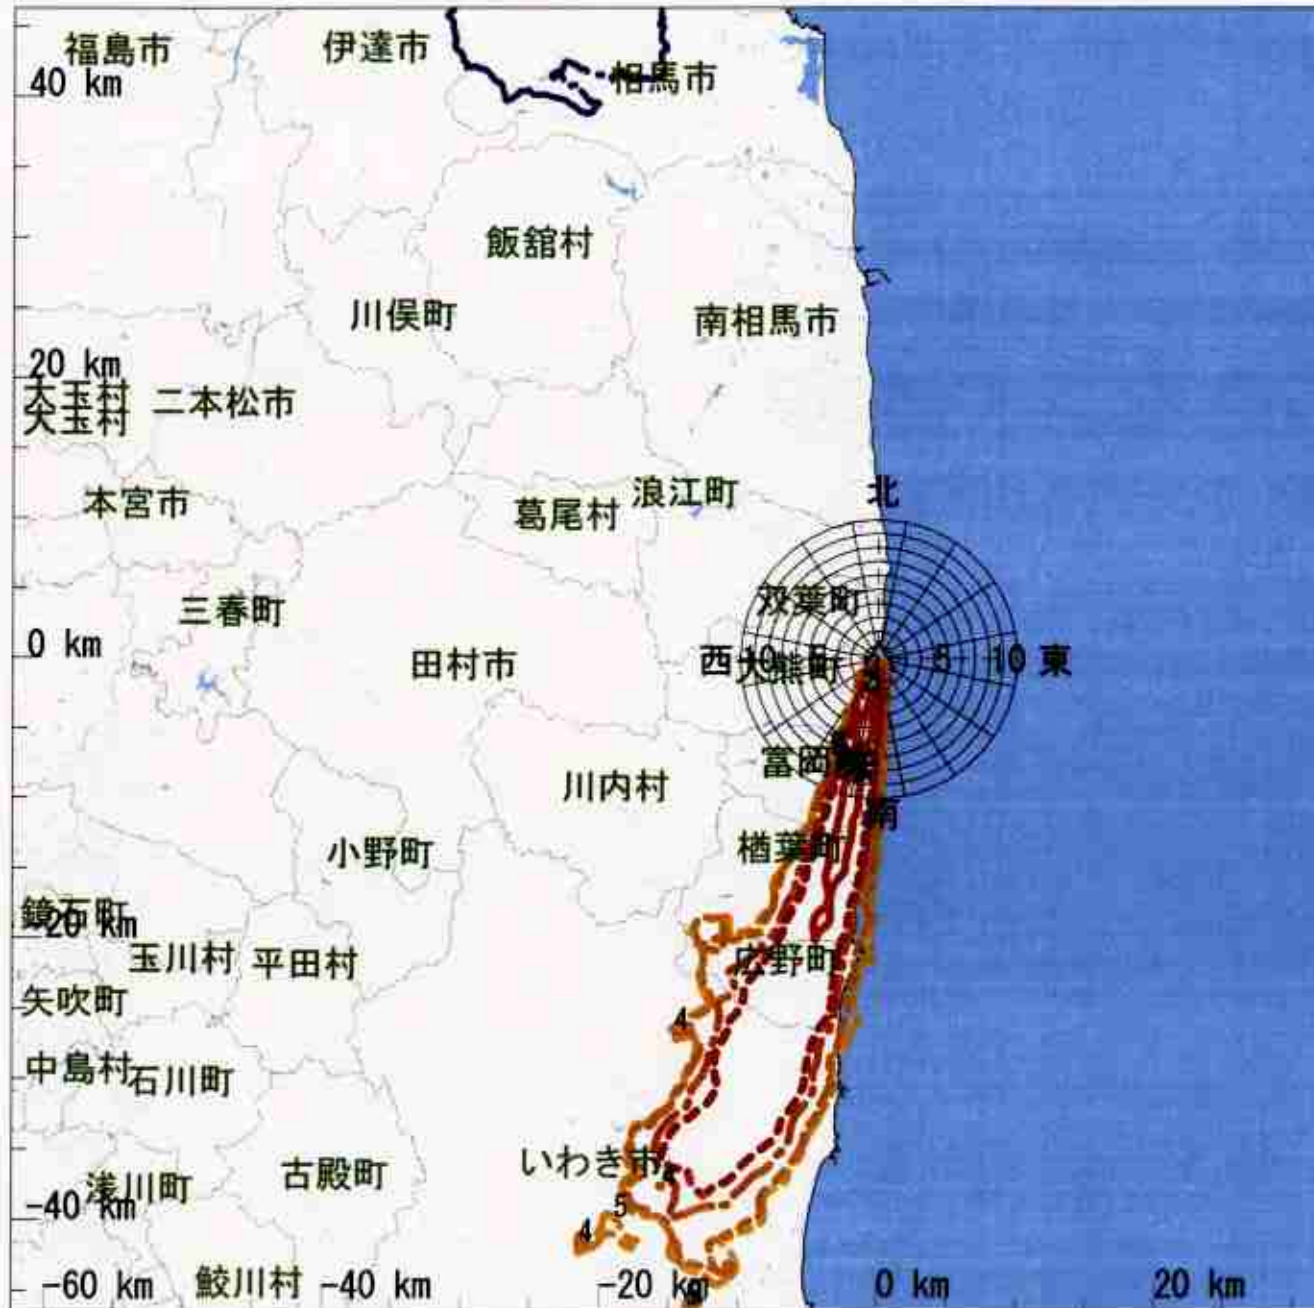 福島市
伊達市
相馬市
40 km
飯舘村
川俣町
南相馬市
20 km
大玉村
大玉村
二本松市
本宮市
葛尾村
浪江町
北
三春町
双葉町
0 km
田村市
西
10
5
大熊町
5
10
東
富岡町
川内村
南
小野町
楢葉町
鏡石町
-20 km
玉川村
平田村
広野町
矢吹町
4
中島村
石川町
いわき市
古殿町
浅川町
5
-40 km
4
-60 km
鮫川村
-40 km
-20 km
0 km
20 km